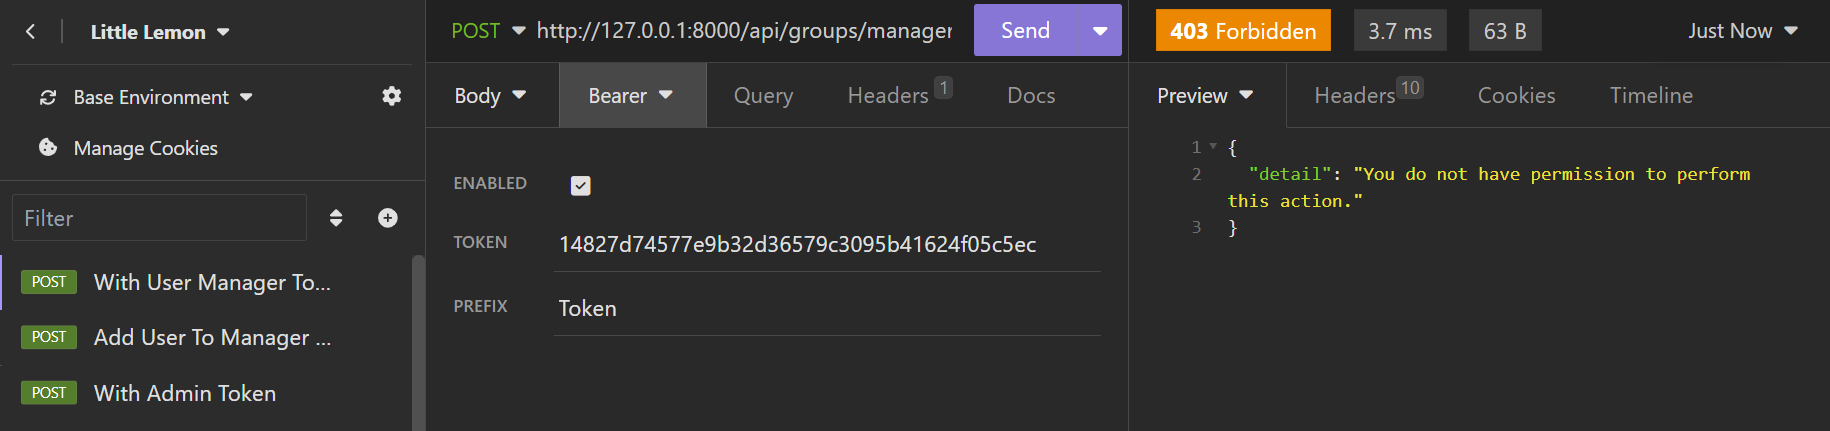 Little Lemon
Base Environment
Manage Cookies
Filter
POST With User Manager To...
POST Add User To Manager ...
POST With Admin Token
POST http://127.0.0.1:8000/api/groups/manager Send
Body Bearer Query Headers 1 Docs
ENABLED
TOKEN 14827d74577e9b32d36579c3095b41624f05c5ec
PREFIX Token
403 Forbidden 3.7 ms 63 B Just Now
Preview Headers 10 Cookies Timeline
1 {
2 "detail": "You do not have permission to perform
this action."
3 }